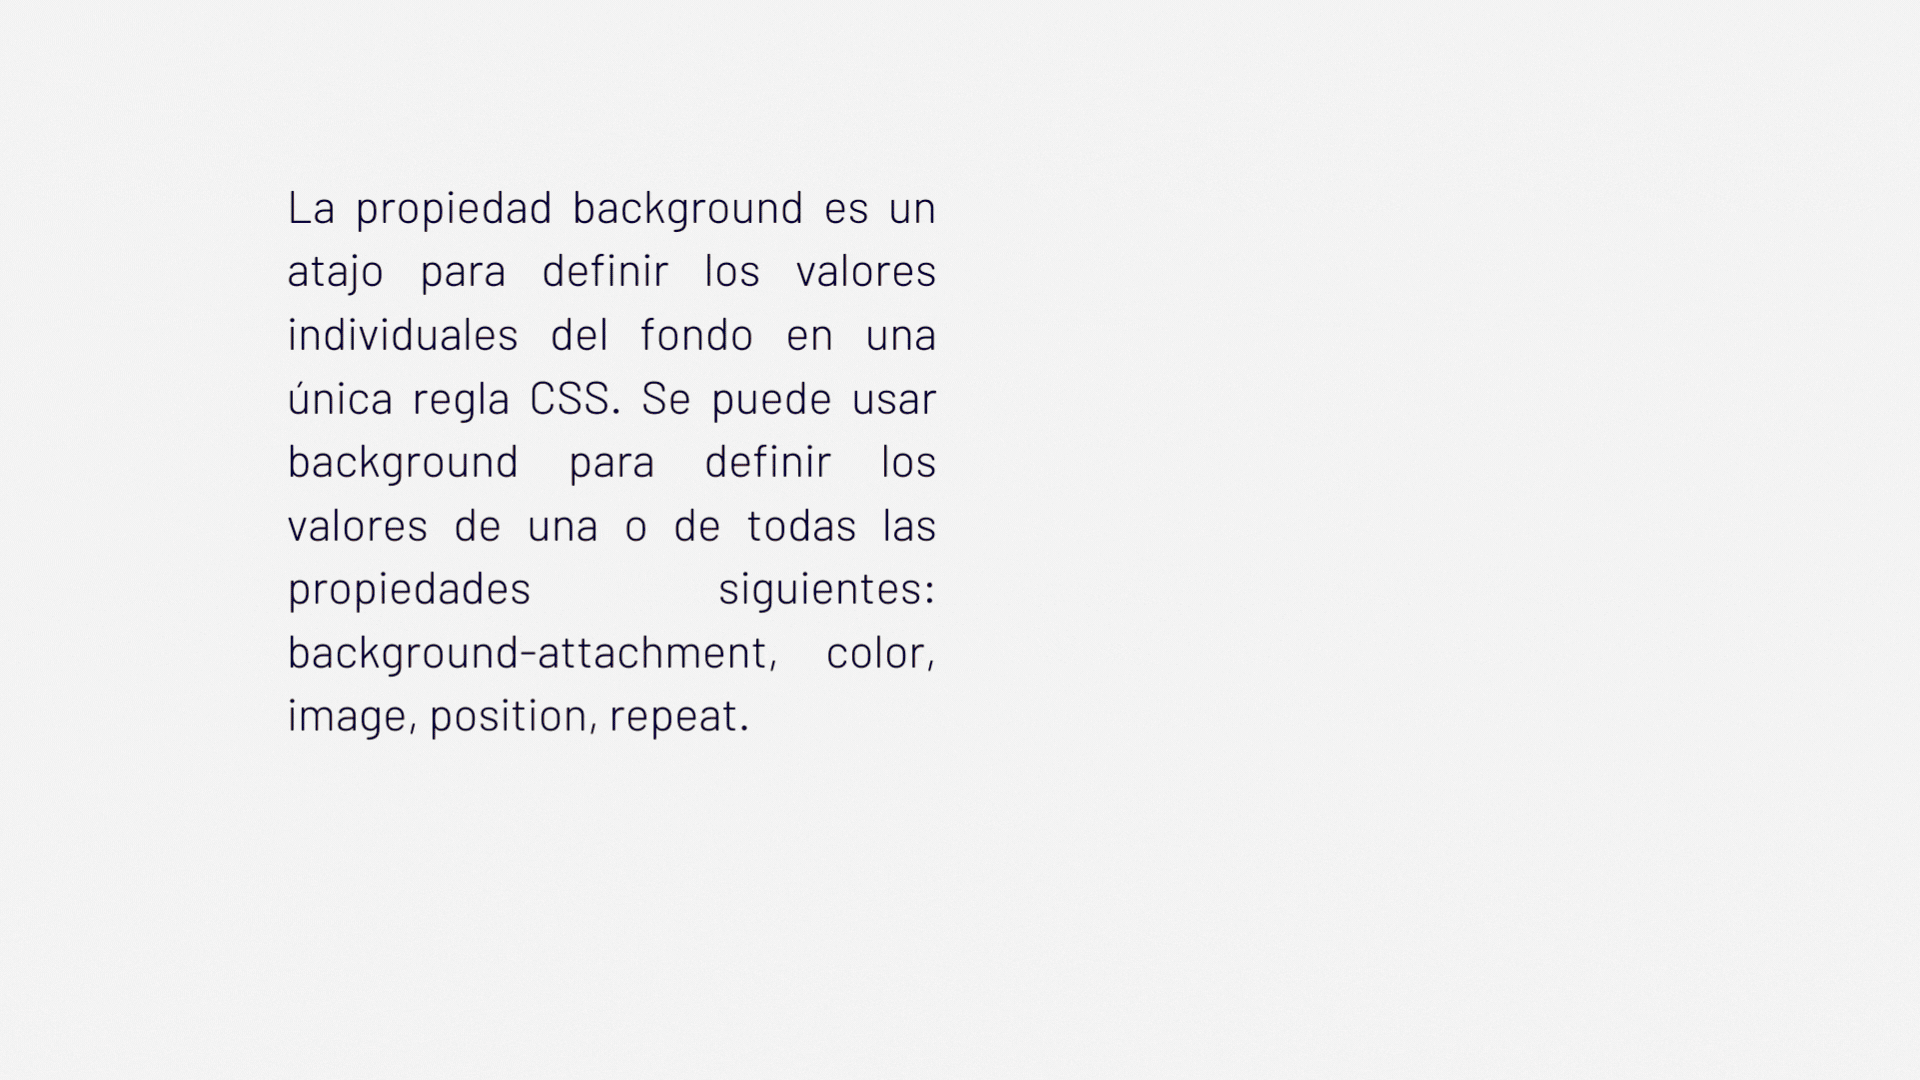 La propiedad background es un
atajo para definir los valores
individuales del fondo en una
única regla CSS. Se puede usar
background para definir los
valores de una o de todas las
propiedades siguientes:
background-attachment, color,
image, position, repeat.